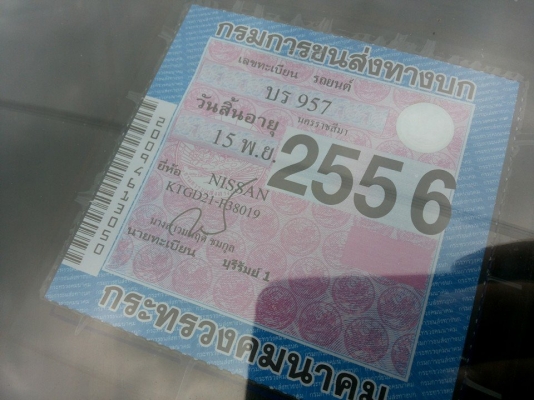 กรมการขนส่งทางบก
เลขทะเบียน รถยนต์
บร 957
นครราชสีมา
วันสิ้นอายุ
15 พ.ย. 2556
ยี่ห้อ NISSAN
KTGD21-F38019
นายทะเบียน บุรีรัมย์ 1
กระทรวงคมนาคม